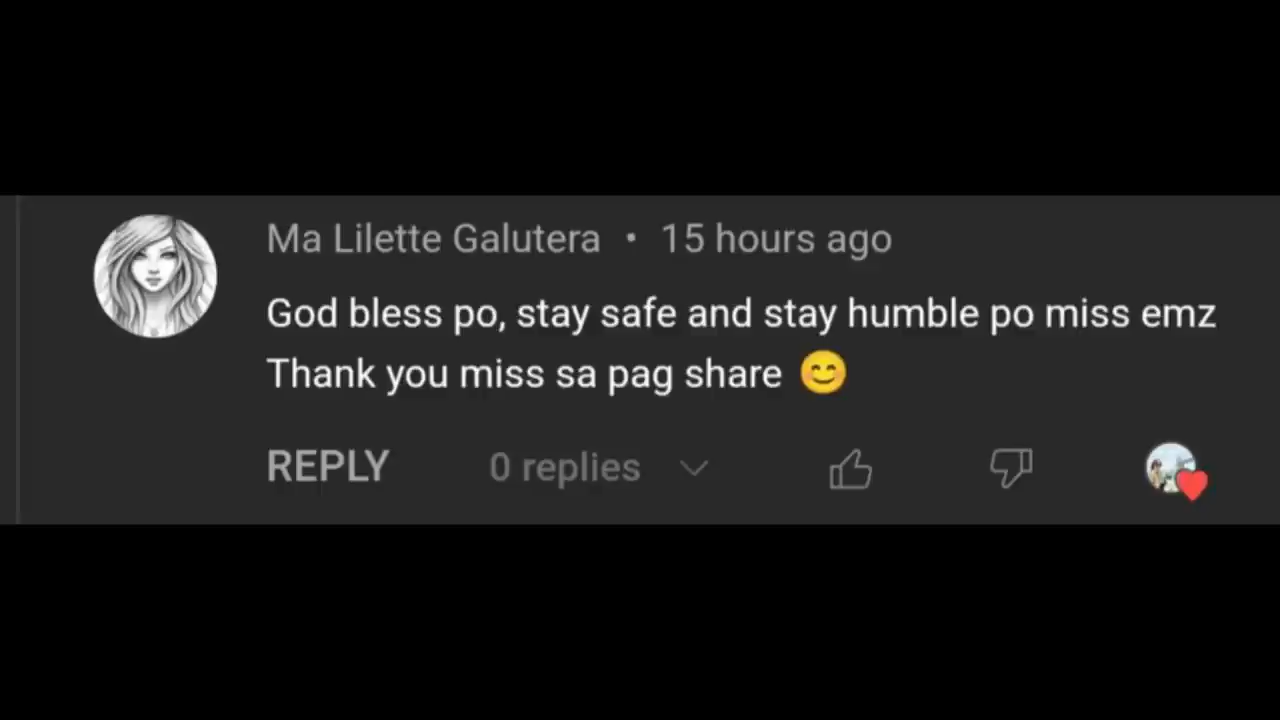 Ma Lilette Galutera • 15 hours ago
God bless po, stay safe and stay humble po miss emz
Thank you miss sa pag share 😊
REPLY 0 replies